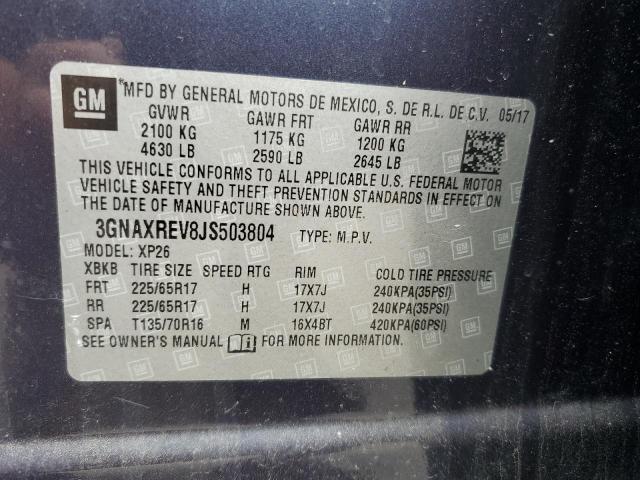 GM
*MFD BY GENERAL MOTORS DE MEXICO, S. DE R.L. DE C.V. 05/17
GVWR GAWR FRT GAWR RR
2100 KG 1175 KG 1200 KG
4630 LB 2590 LB 2645 LB
THIS VEHICLE CONFORMS TO ALL APPLICABLE U.S. FEDERAL MOTOR
VEHICLE SAFETY AND THEFT PREVENTION STANDARDS IN EFFECT ON
THE DATE OF MANUFACTURE SHOWN ABOVE.
3GNAXREV8JS503804 TYPE: M.P.V.
MODEL: XP26
XBKB TIRE SIZE SPEED RTG RIM COLD TIRE PRESSURE
FRT 225/65R17 H 17X7J 240KPA(35PSI)
RR 225/65R17 H 17X7J 240KPA(35PSI)
SPA T135/70R16 M 16X4BT 420KPA(60PSI)
SEE OWNER'S MANUAL FOR MORE INFORMATION.